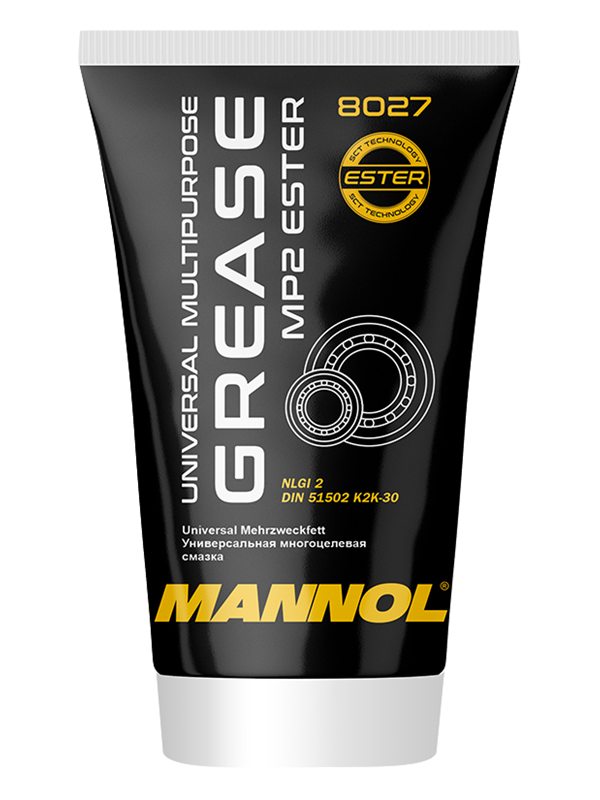 UNIVERSAL MULTIPURPOSE
GREASE
MP2 ESTER
8027
SCT TECHNOLOGY
ESTER
SCT TECHNOLOGY
NLGI 2
DIN 51502 K2K-30
Universal Mehrzweckfett
Универсальная многоцелевая
смазка
MANNOL®